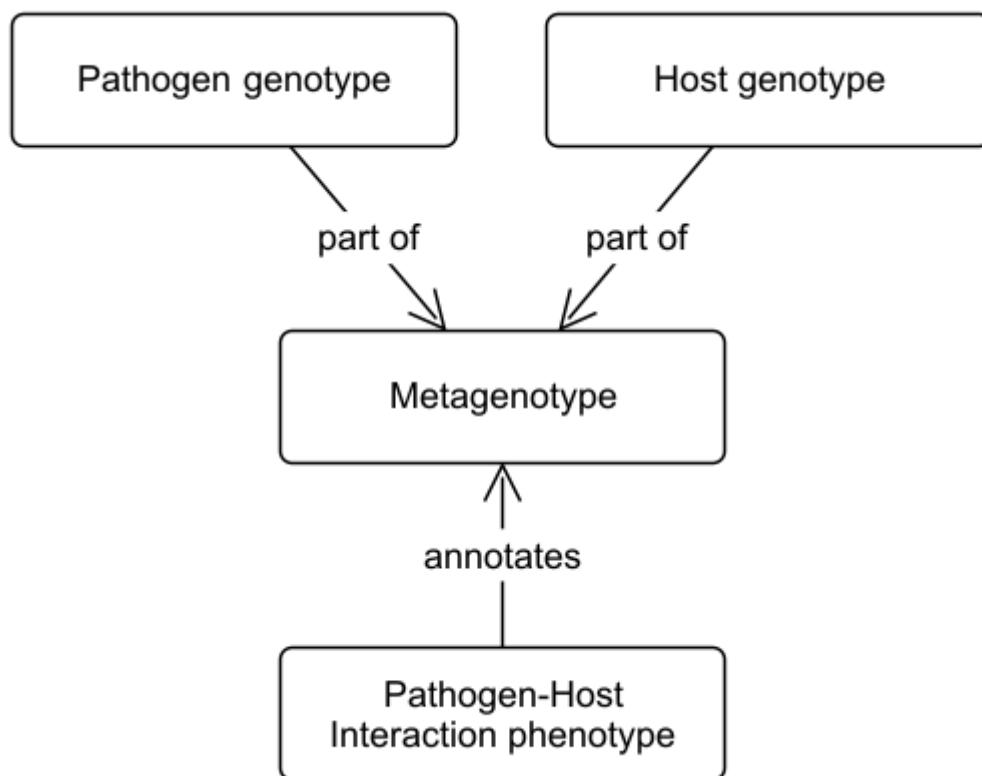 Pathogen genotype
Host genotype
part of
part of
Metagenotype
annotates
Pathogen-Host
Interaction phenotype